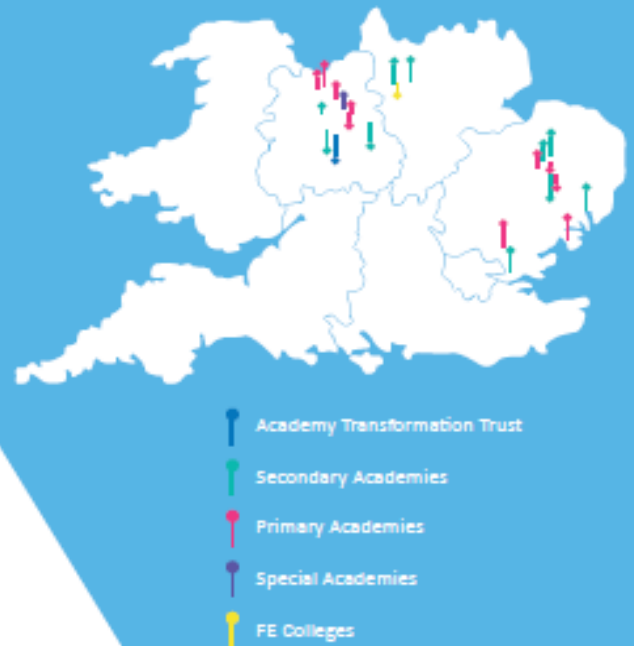 Academy Transformation Trust
Secondary Academies
Primary Academies
Special Academies
FE Colleges